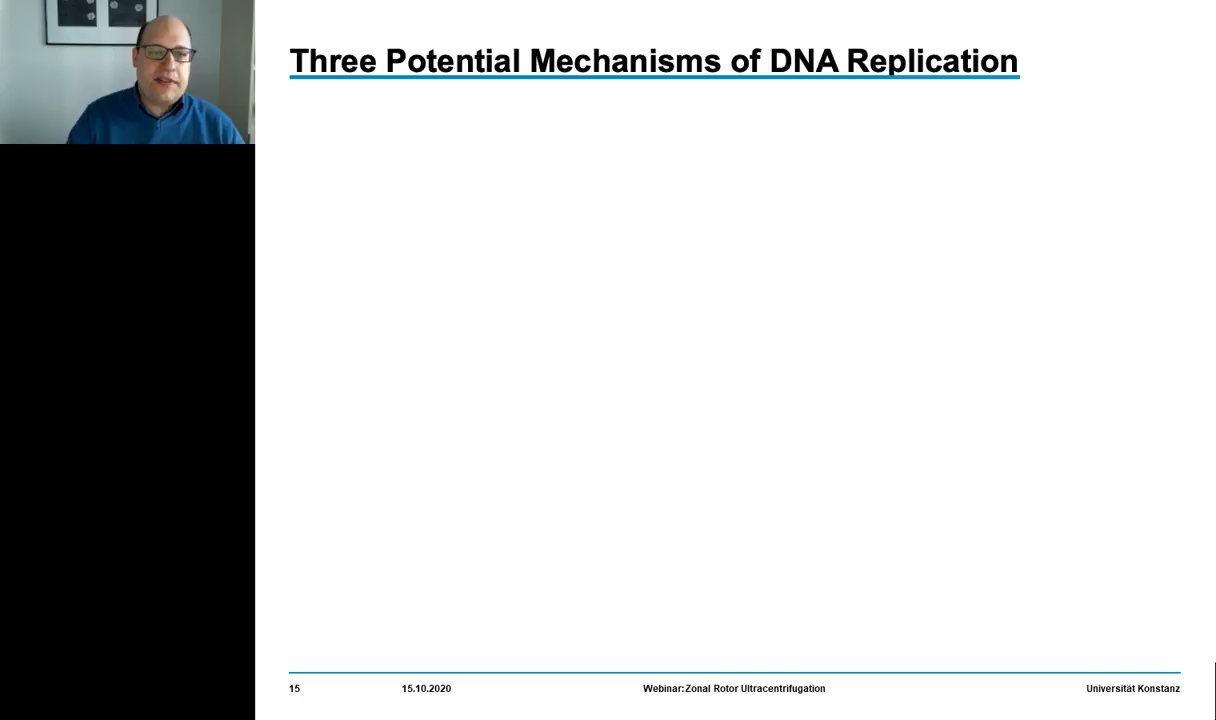 Three Potential Mechanisms of DNA Replication
15 15.10.2020 Webinar: Zonal Rotor Ultracentrifugation Universität Konstanz